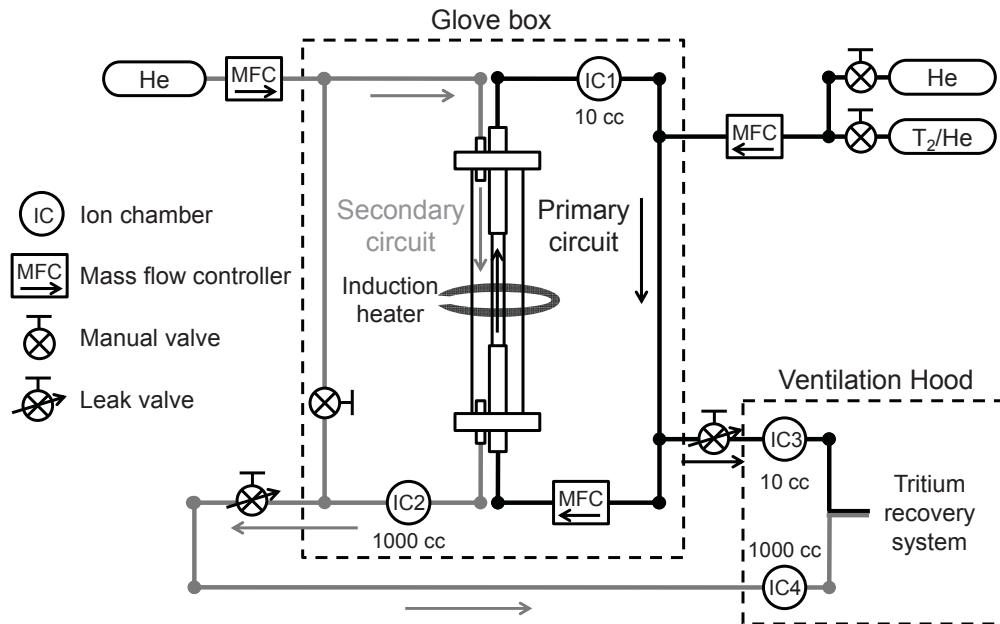 Glove box
He
MFC
IC1
10 cc
MFC
He
T₂/He
IC
Ion chamber
MFC
Mass flow controller
Manual valve
Leak valve
Secondary
circuit
Primary
circuit
Induction
heater
IC2
1000 cc
MFC
Ventilation Hood
IC3
10 cc
1000 cc
IC4
Tritium
recovery
system